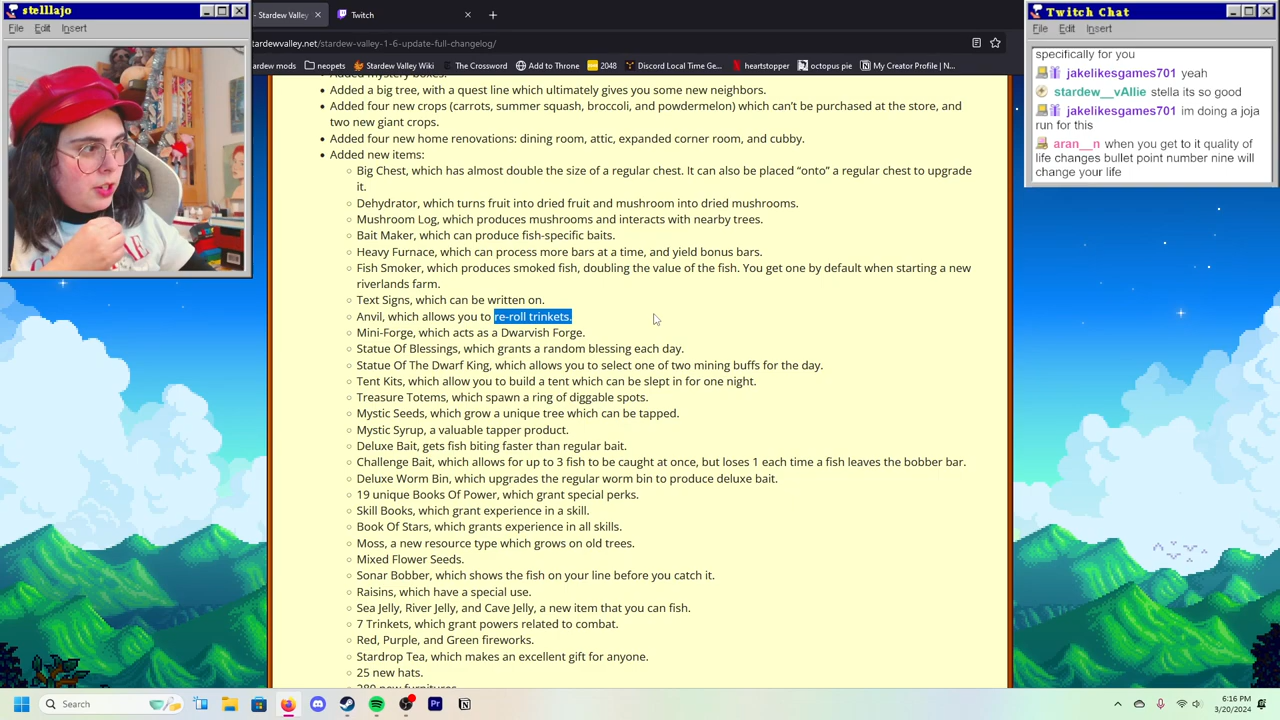 stelllajo
File Edit Insert
- Stardew Valley
Twitch
tardewvalley.net/stardew-valley-1-6-update-full-changelog/
tardew mods
nen
Stardew Valley Wiki
The Crossword
Add to Throne
2048
Discord Local Time Ge...
heartstopper
octopus pie
My Creator Profile | N...
Added mystery boxes.
Added a big tree, with a quest line which ultimately gives you some new neighbors.
Added four new crops (carrots, summer squash, broccoli, and powdermelon) which can't be purchased at the store, and
two new giant crops.
Added four new home renovations: dining room, attic, expanded corner room, and cubby.
Added new items:
Big Chest, which has almost double the size of a regular chest. It can also be placed “onto” a regular chest to upgrade
it.
Dehydrator, which turns fruit into dried fruit and mushroom into dried mushrooms.
Mushroom Log, which produces mushrooms and interacts with nearby trees.
Bait Maker, which can produce fish-specific baits.
Heavy Furnace, which can process more bars at a time, and yield bonus bars.
Fish Smoker, which produces smoked fish, doubling the value of the fish. You get one by default when starting a new
riverlands farm.
Text Signs, which can be written on.
Anvil, which allows you to re-roll trinkets.
Mini-Forge, which acts as a Dwarvish Forge.
Statue Of Blessings, which grants a random blessing each day.
Statue Of The Dwarf King, which allows you to select one of two mining buffs for the day.
Tent Kits, which allow you to build a tent which can be slept in for one night.
Treasure Totems, which spawn a ring of diggable spots.
Mystic Seeds, which grow a unique tree which can be tapped.
Mystic Syrup, a valuable tapper product.
Deluxe Bait, gets fish biting faster than regular bait.
Challenge Bait, which allows for up to 3 fish to be caught at once, but loses 1 each time a fish leaves the bobber bar.
Deluxe Worm Bin, which upgrades the regular worm bin to produce deluxe bait.
19 unique Books Of Power, which grant special perks.
Skill Books, which grant experience in a skill.
Book Of Stars, which grants experience in all skills.
Moss, a new resource type which grows on old trees.
Mixed Flower Seeds.
Sonar Bobber, which shows the fish on your line before you catch it.
Raisins, which have a special use.
Sea Jelly, River Jelly, and Cave Jelly, a new item that you can fish.
7 Trinkets, which grant powers related to combat.
Red, Purple, and Green fireworks.
Stardrop Tea, which makes an excellent gift for anyone.
25 new hats.
280 new furnitures.
Twitch Chat
File Edit Insert
specifically for you
jakelikesgames701 yeah
stardew__vAllie stella its so good
jakelikesgames701 im doing a joja
run for this
aran__n when you get to it quality of
life changes bullet point number nine will
change your life
Search
Pr
6:16 PM
3/20/2024